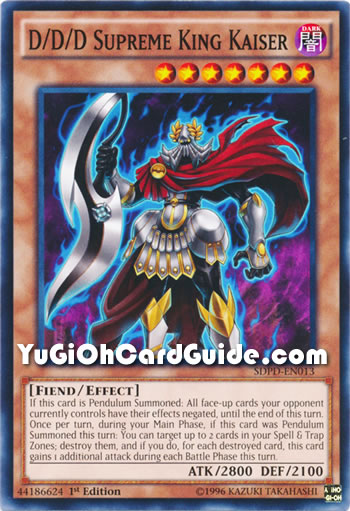 D/D/D Supreme King Kaiser
DARK
闇
YuGiOhCardGuide.com
SDPD-EN013
[Fiend/Effect]
If this card is Pendulum Summoned: All face-up cards your opponent
currently controls have their effects negated, until the end of this turn.
Once per turn, during your Main Phase, if this card was Pendulum
Summoned this turn: You can target up to 2 cards in your Spell & Trap
Zones; destroy them, and if you do, for each destroyed card, this card
gains 1 additional attack during each Battle Phase this turn.
ATK/2800 DEF/2100
44186624 1st Edition ©1996 KAZUKI TAKAHASHI